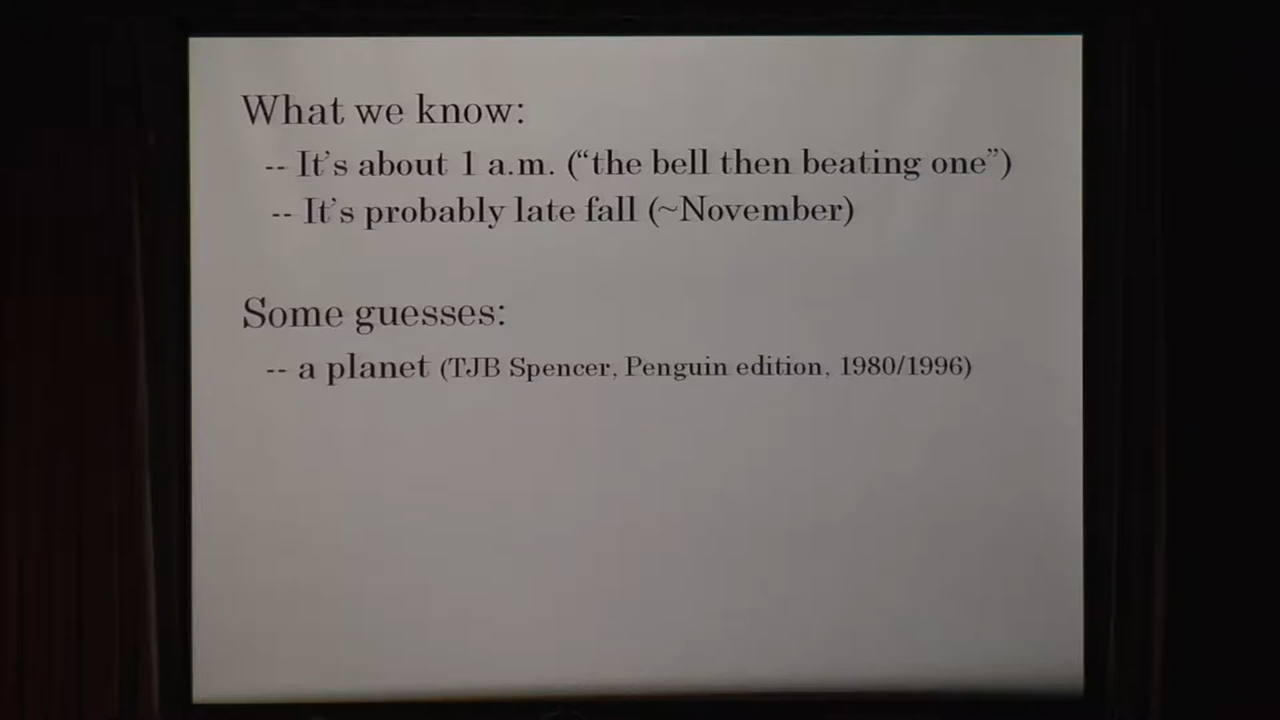 What we know:
-- It's about 1 a.m. (“the bell then beating one”)
-- It's probably late fall (~November)
Some guesses:
-- a planet (TJB Spencer, Penguin edition, 1980/1996)